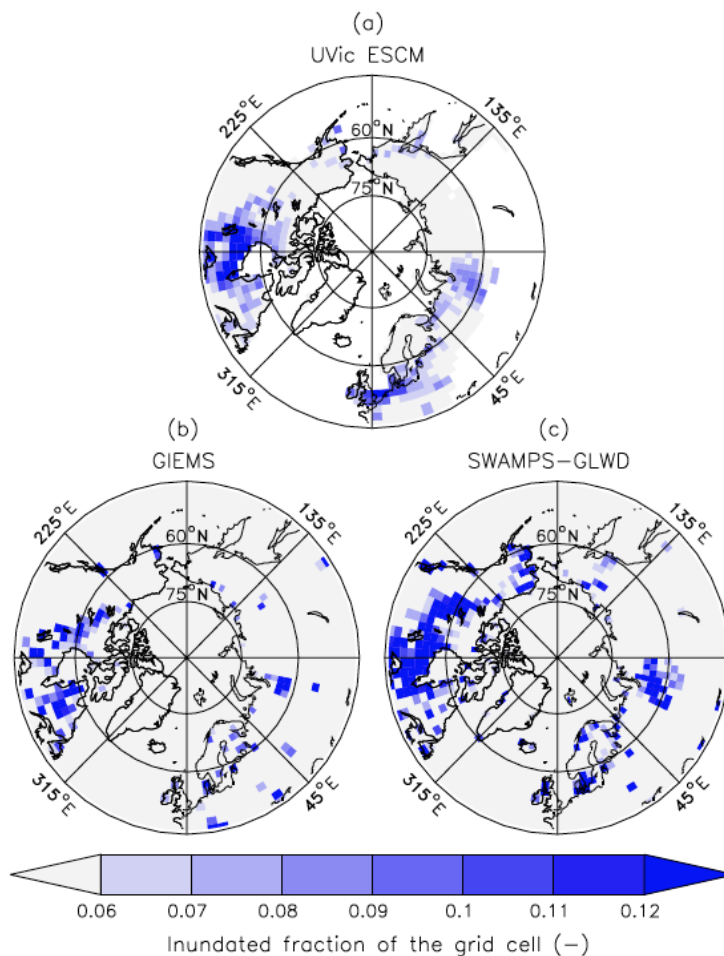 (a)
UVic ESCM
225°E
135°E
60°N
75°N
315°E
45°E
(b)
(c)
GIEMS
SWAMPS-GLWD
225°E
135°E
225°E
135°E
60°N
60°N
75°N
75°N
315°E
45°E
315°E
45°E
0.06 0.07 0.08 0.09 0.1 0.11 0.12
Inundated fraction of the grid cell (-)